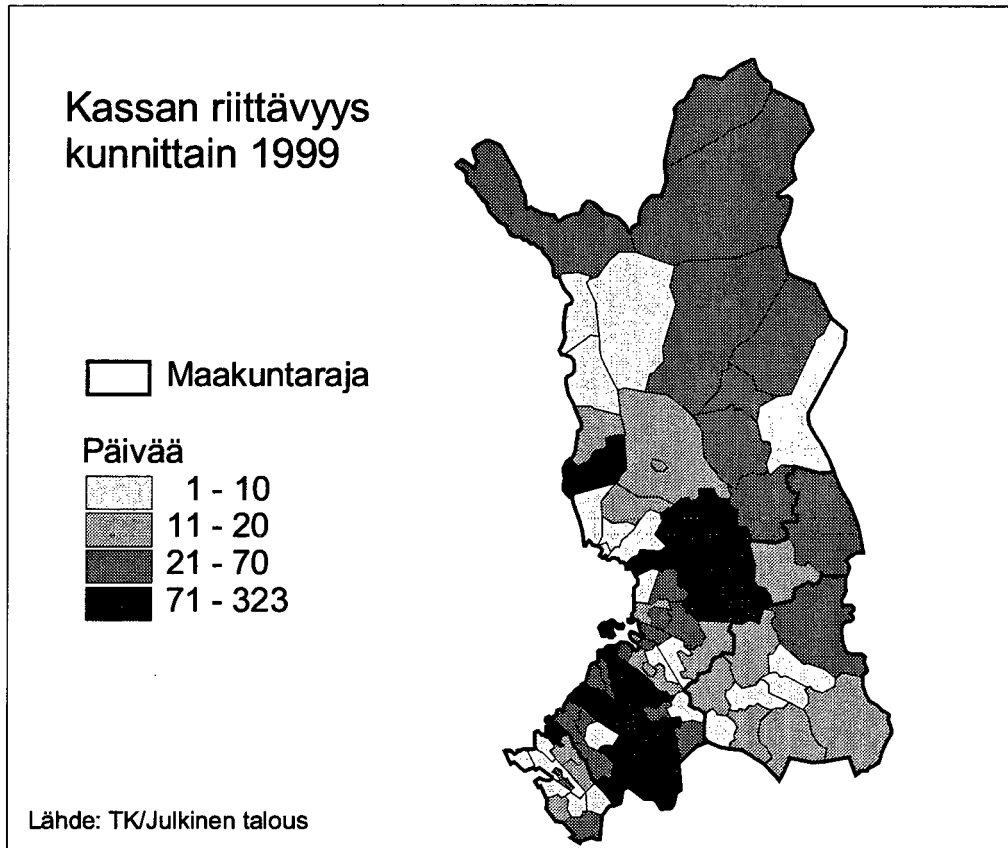 Kassan riittävyys
kunnittain 1999
Maakuntaraja
Päivää
1 - 10
11 - 20
21 - 70
71 - 323
Lähde: TK/Julkinen talous